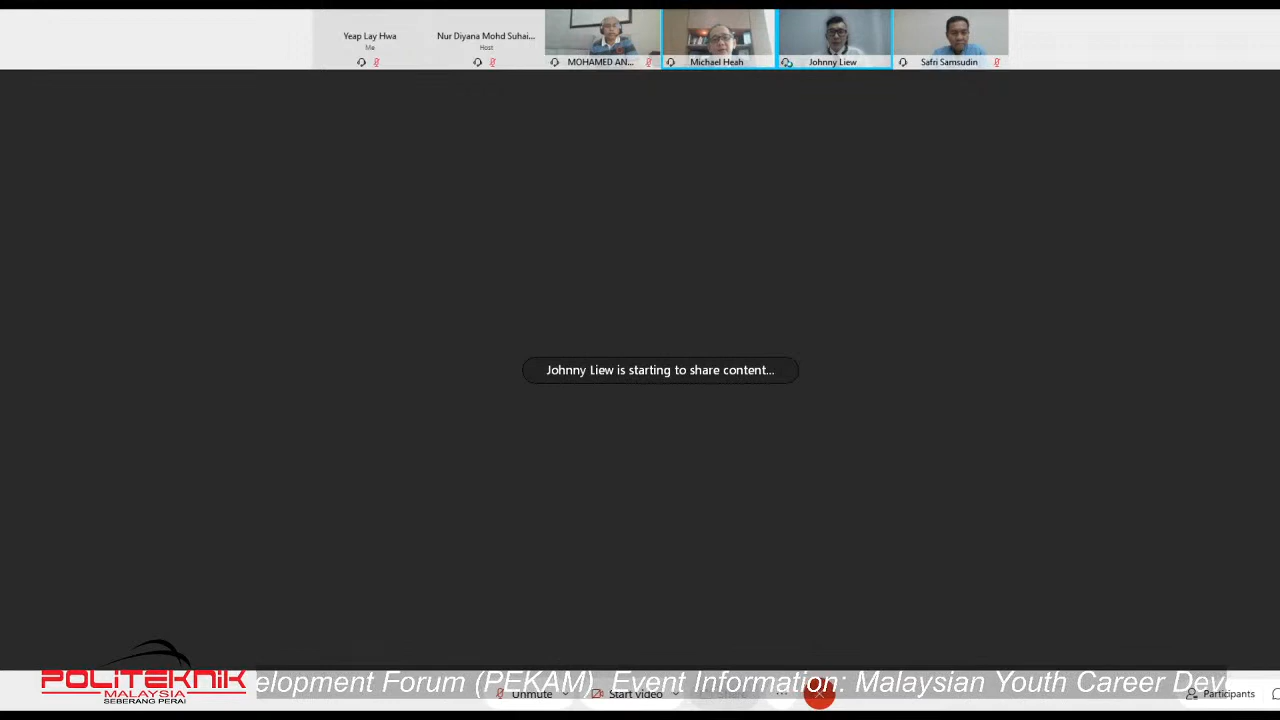 Yeap Lay Hwa
Me
Nur Diyana Mohd Suhai...
Host
MOHAMED AN...
Michael Heah
Johnny Liew
Safri Samsudin
Johnny Liew is starting to share content...
POLITEKNIK
MALAYSIA
SEBERANG PERAI
elopment Forum (PEKAM). Event Information: Malaysian Youth Career Dev
Unmute
Start video
Share
Participants